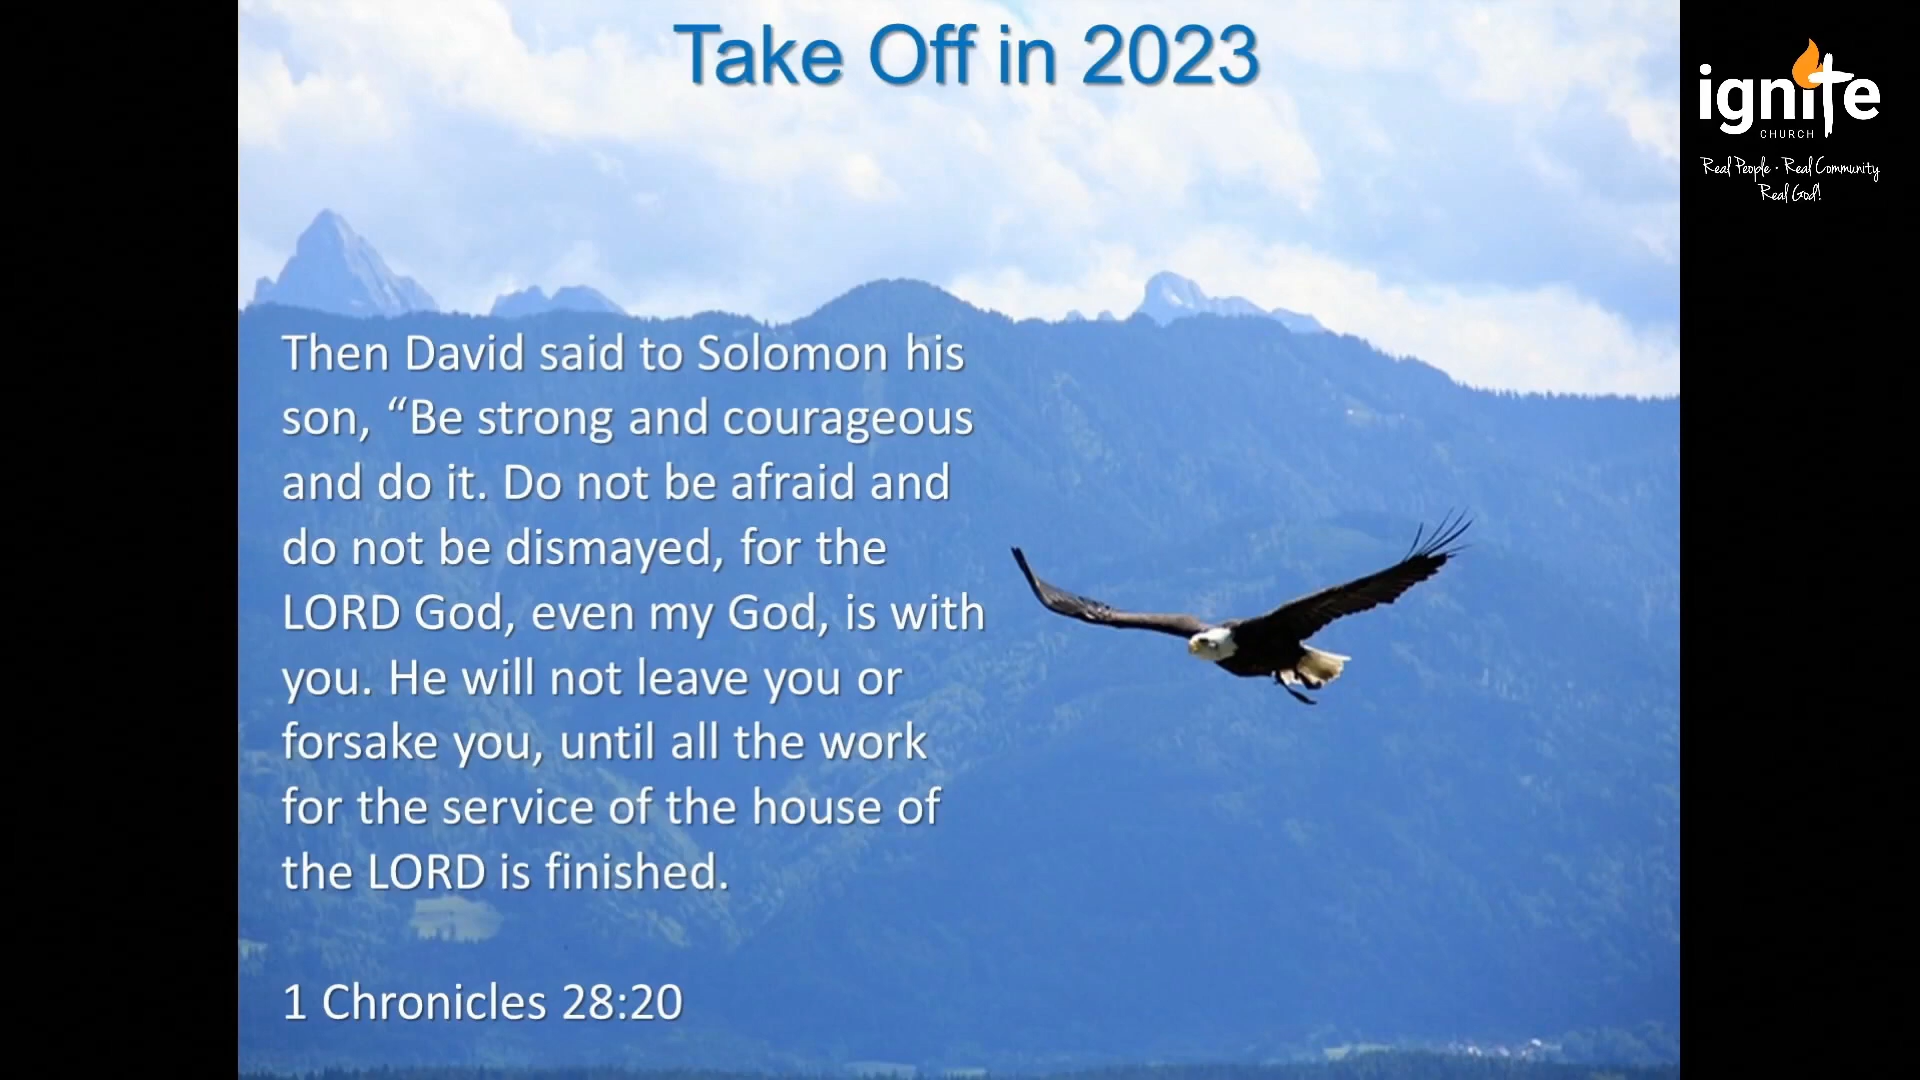 Take Off in 2023
ignite
CHURCH
Real People · Real Community
Real God!
Then David said to Solomon his
son, “Be strong and courageous
and do it. Do not be afraid and
do not be dismayed, for the
LORD God, even my God, is with
you. He will not leave you or
forsake you, until all the work
for the service of the house of
the LORD is finished.
1 Chronicles 28:20